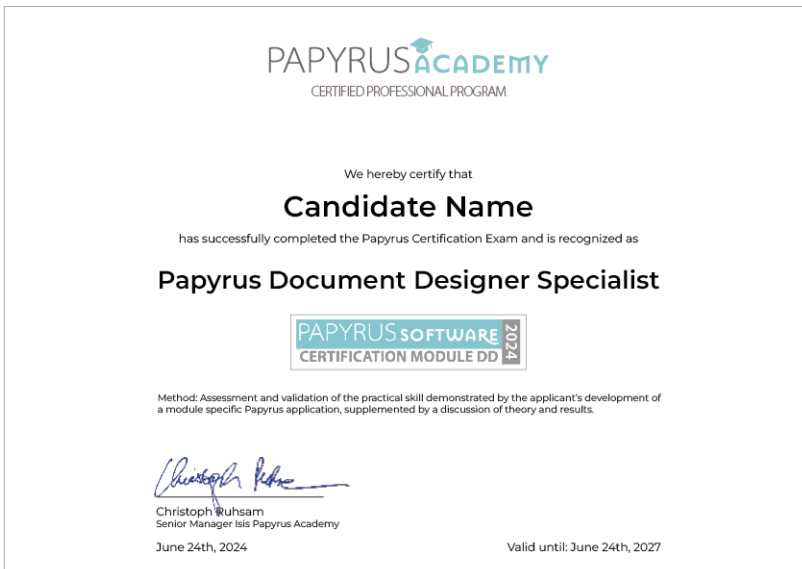 PAPYRUS ACADEMY
CERTIFIED PROFESSIONAL PROGRAM
We hereby certify that
Candidate Name
has successfully completed the Papyrus Certification Exam and is recognized as
Papyrus Document Designer Specialist
PAPYRUS SOFTWARE 2024
CERTIFICATION MODULE DD
Method: Assessment and validation of the practical skill demonstrated by the applicant's development of
a module specific Papyrus application, supplemented by a discussion of theory and results.
Christoph Ruhsam
Christoph Ruhsam
Senior Manager Isis Papyrus Academy
June 24th, 2024
Valid until: June 24th, 2027